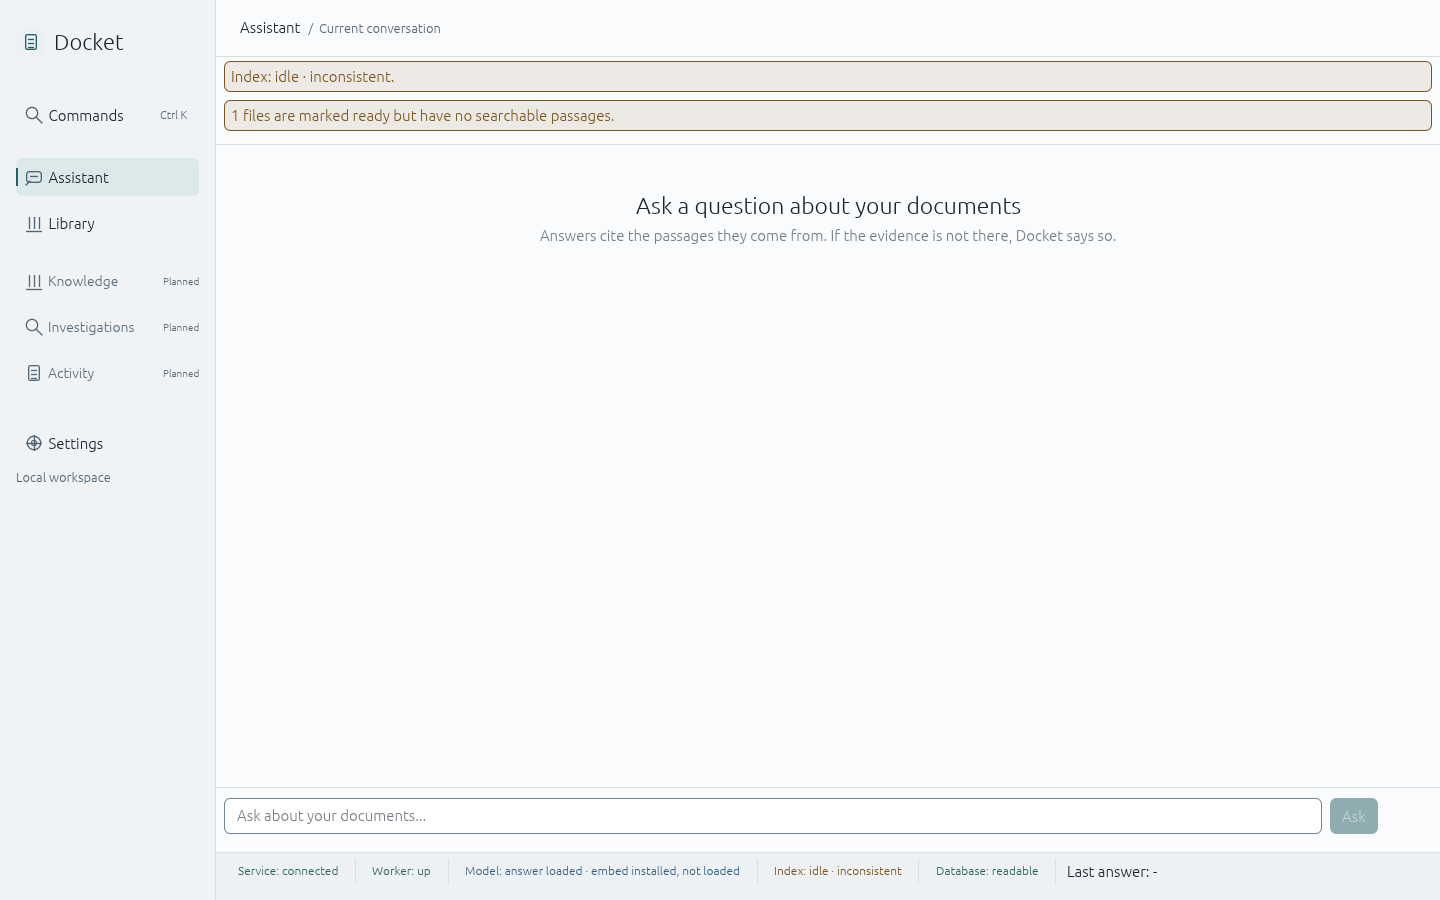 Docket
Commands Ctrl K
Assistant
Library
Knowledge Planned
Investigations Planned
Activity Planned
Settings
Local workspace
Assistant / Current conversation
Index: idle · inconsistent.
1 files are marked ready but have no searchable passages.
Ask a question about your documents
Answers cite the passages they come from. If the evidence is not there, Docket says so.
Ask about your documents... Ask
Service: connected Worker: up Model: answer loaded · embed installed, not loaded Index: idle · inconsistent Database: readable Last answer: -